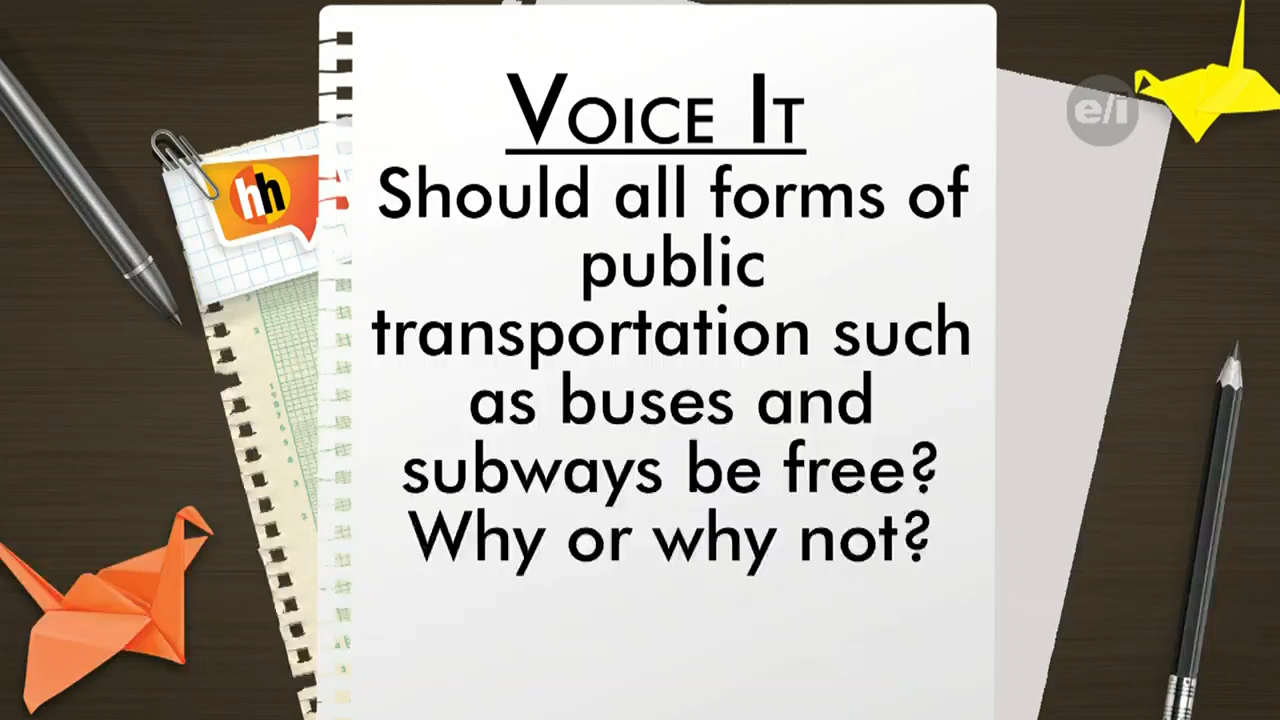 Voice It
Should all forms of
public
transportation such
as buses and
subways be free?
Why or why not?
hh
e/i